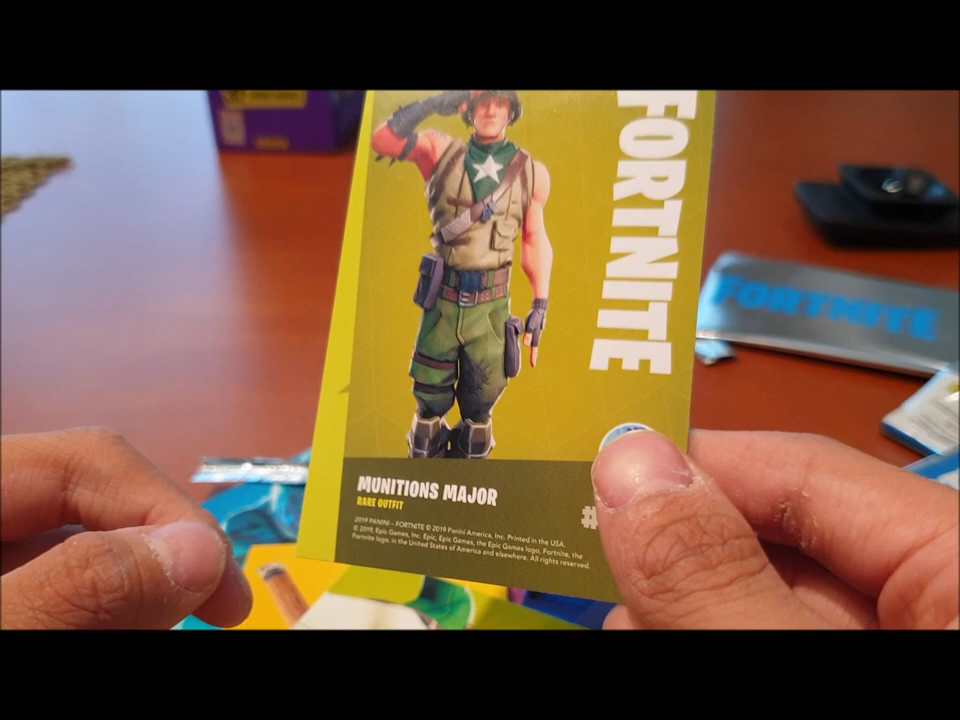 FORTNITE
FORTNITE
MUNITIONS MAJOR
RARE OUTFIT
#
2019 PANINI – FORTNITE © 2019 Panini America, Inc. Printed in the USA.
© 2019, Epic Games, Inc. Epic, Epic Games, the Epic Games logo, Fortnite, the
Fortnite logo, in the United States of America and elsewhere. All rights reserved.